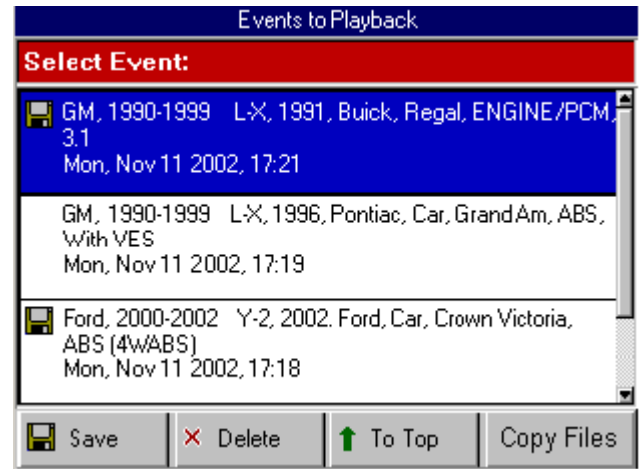 Events to Playback
Select Event:
GM, 1990-1999 L-X, 1991, Buick, Regal, ENGINE/PCM,
3.1
Mon, Nov 11 2002, 17:21
GM, 1990-1999 L-X, 1996, Pontiac, Car, Grand Am, ABS,
With VES
Mon, Nov 11 2002, 17:19
Ford, 2000-2002 Y-2, 2002. Ford, Car, Crown Victoria,
ABS (4WABS)
Mon, Nov 11 2002, 17:18
Save Delete To Top Copy Files